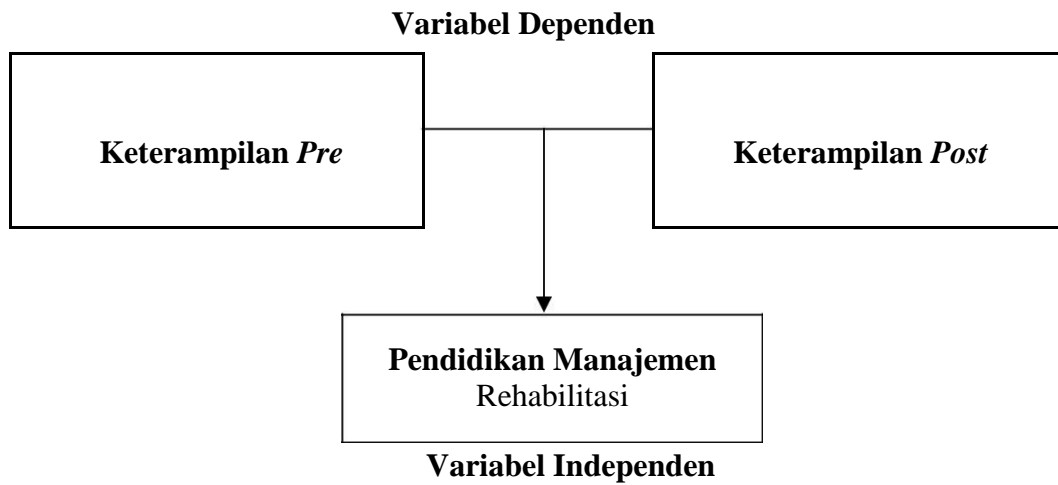 Variabel Dependen
Keterampilan Pre
Keterampilan Post
Pendidikan Manajemen
Rehabilitasi
Variabel Independen